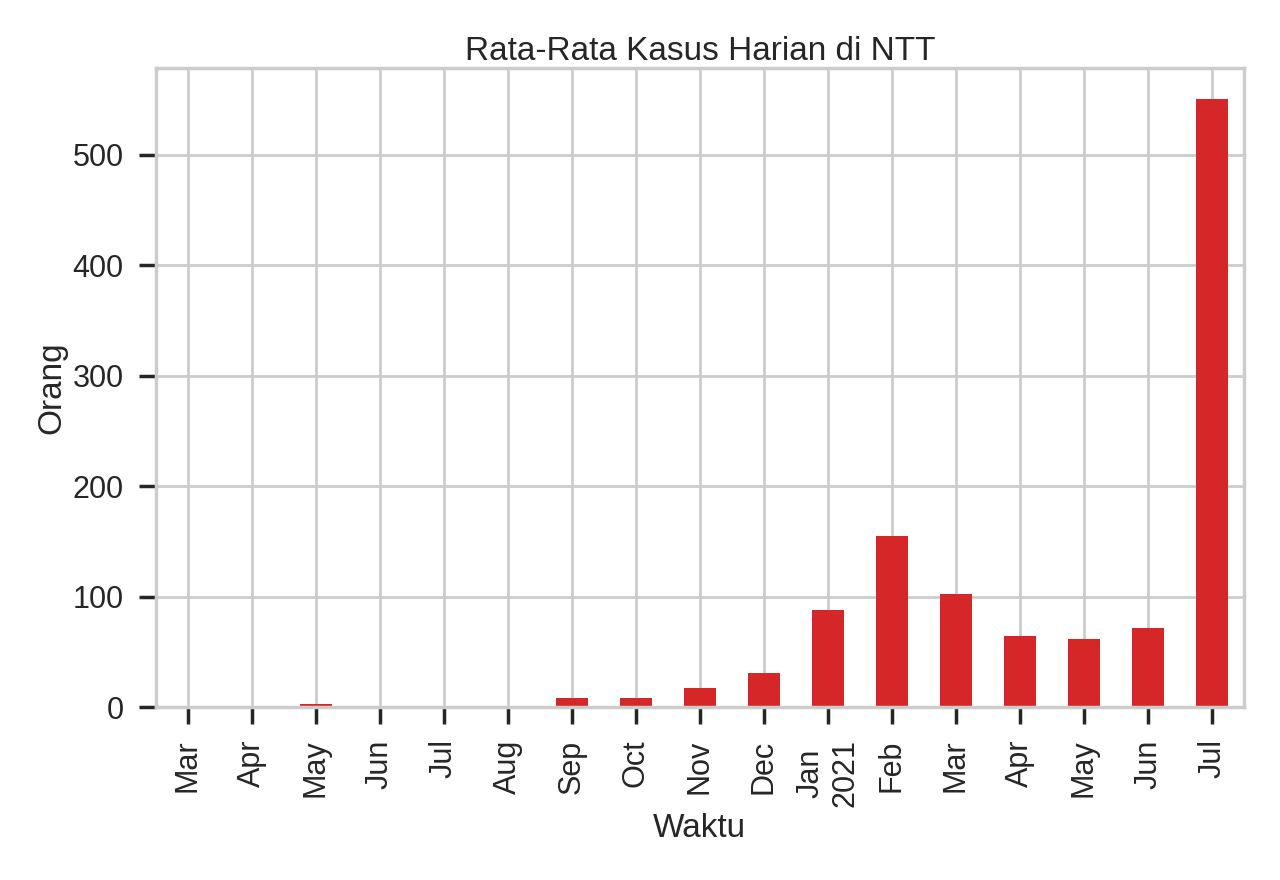 Rata-Rata Kasus Harian di NTT
Orang
500
400
300
200
100
0
Mar
Apr
May
Jun
Jul
Aug
Sep
Oct
Nov
Dec
Jan
2021
Feb
Mar
Apr
May
Jun
Jul
Waktu